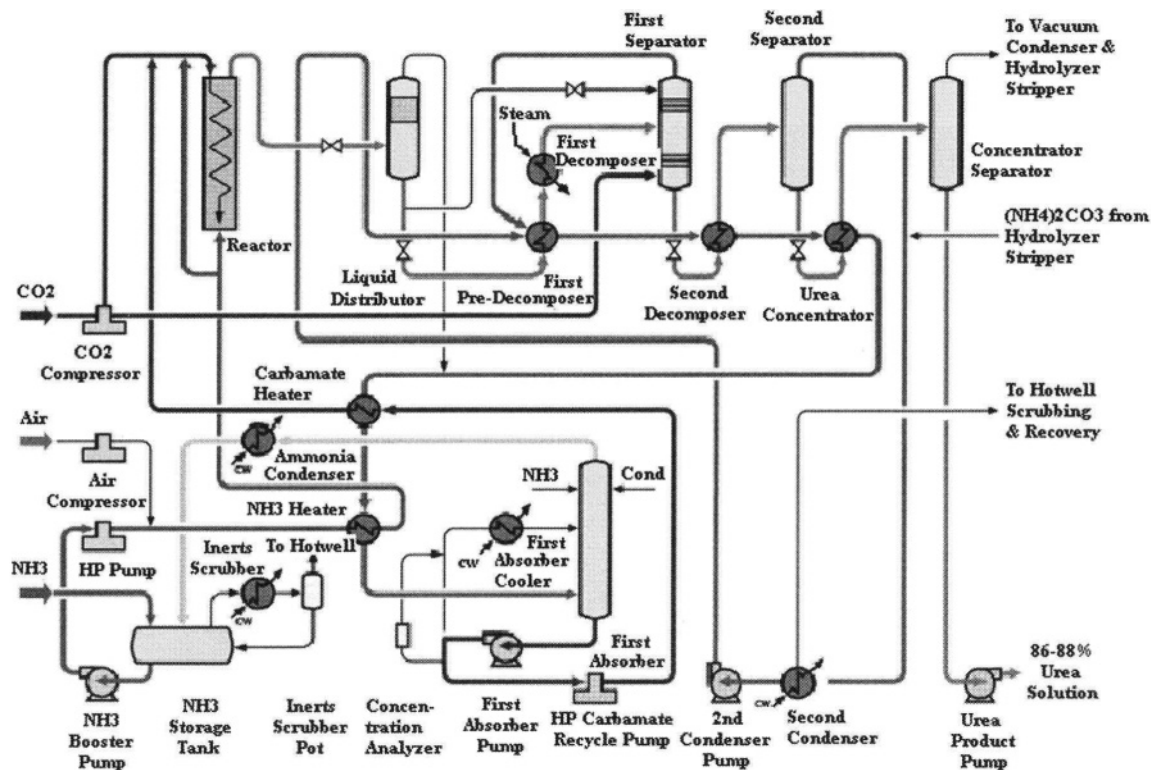 First
Separator
Second
Separator
To Vacuum
Condenser &
Hydrolyzer
Stripper
Steam
First
Decomposer
Concentrator
Separator
Reactor
(NH4)2CO3 from
Hydrolyzer
Stripper
Liquid
Distributor
First
Pre-Decomposer
Second
Decomposer
Urea
Concentrator
CO2
CO2
Compressor
Carbamate
Heater
To Hotwell
Scrubbing
& Recovery
Air
CW
Ammonia
Condenser
NH3
Cond
Air
Compressor
NH3 Heater
HP Pump
Inerts
Scrubber
To Hotwell
CW
First
Absorber
Cooler
NH3
CW
First
Absorber
86-88%
Urea
Solution
CW
NH3
Booster
Pump
NH3
Storage
Tank
Inerts
Scrubber
Pot
Concen-
tration
Analyzer
First
Absorber
Pump
HP Carbamate
Recycle Pump
2nd
Condenser
Pump
Second
Condenser
Urea
Product
Pump